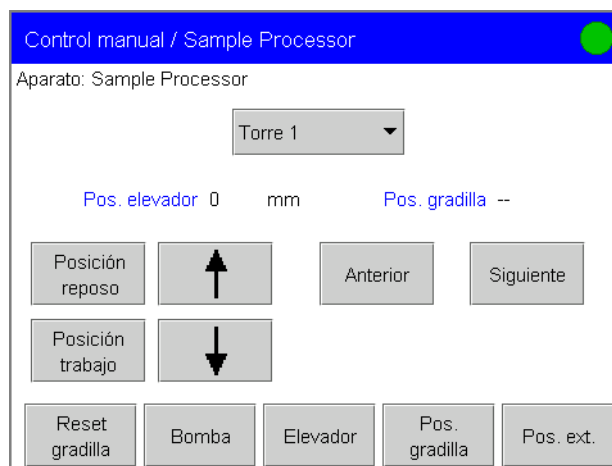 Control manual / Sample Processor
Aparato: Sample Processor
Torre 1
Pos. elevador 0 mm Pos. gradilla --
Posición
reposo
Anterior
Siguiente
Posición
trabajo
Reset
gradilla
Bomba
Elevador
Pos.
gradilla
Pos. ext.